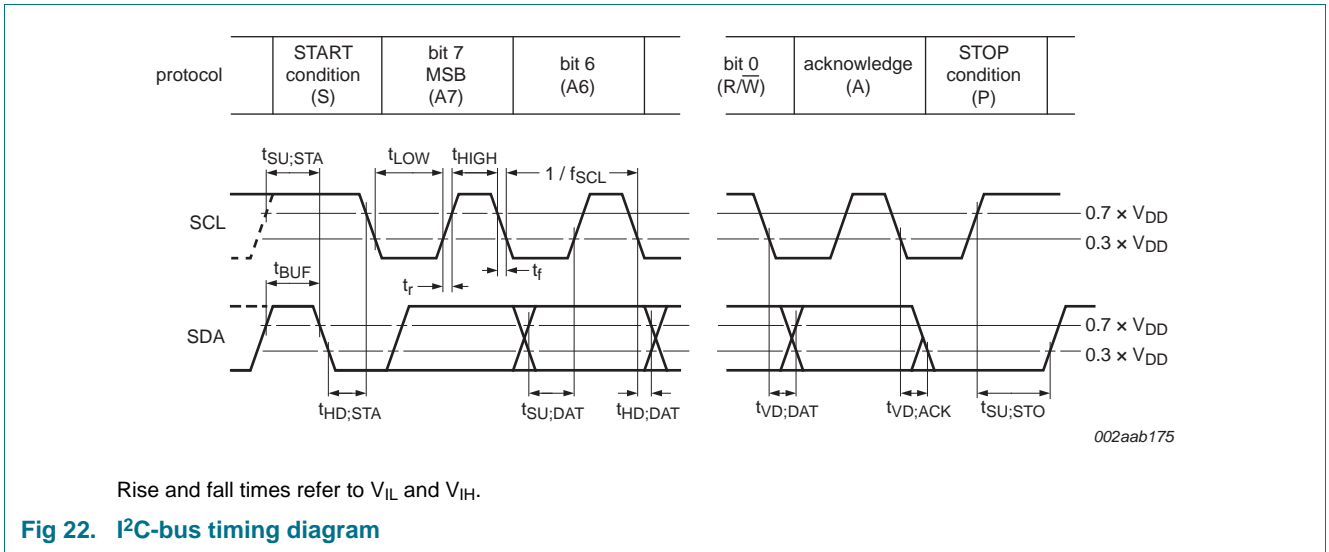 protocol
START
condition
(S)
bit 7
MSB
(A7)
bit 6
(A6)
bit 0
(R/W̅)
acknowledge
(A)
STOP
condition
(P)
tSU;STA
tLOW
tHIGH
1 / fSCL
SCL
0.7 × VDD
0.3 × VDD
tBUF
tr
tf
SDA
0.7 × VDD
0.3 × VDD
tHD;STA
tSU;DAT
tHD;DAT
tVD;DAT
tVD;ACK
tSU;STO
002aab175
Rise and fall times refer to VIL and VIH.
Fig 22. I²C-bus timing diagram